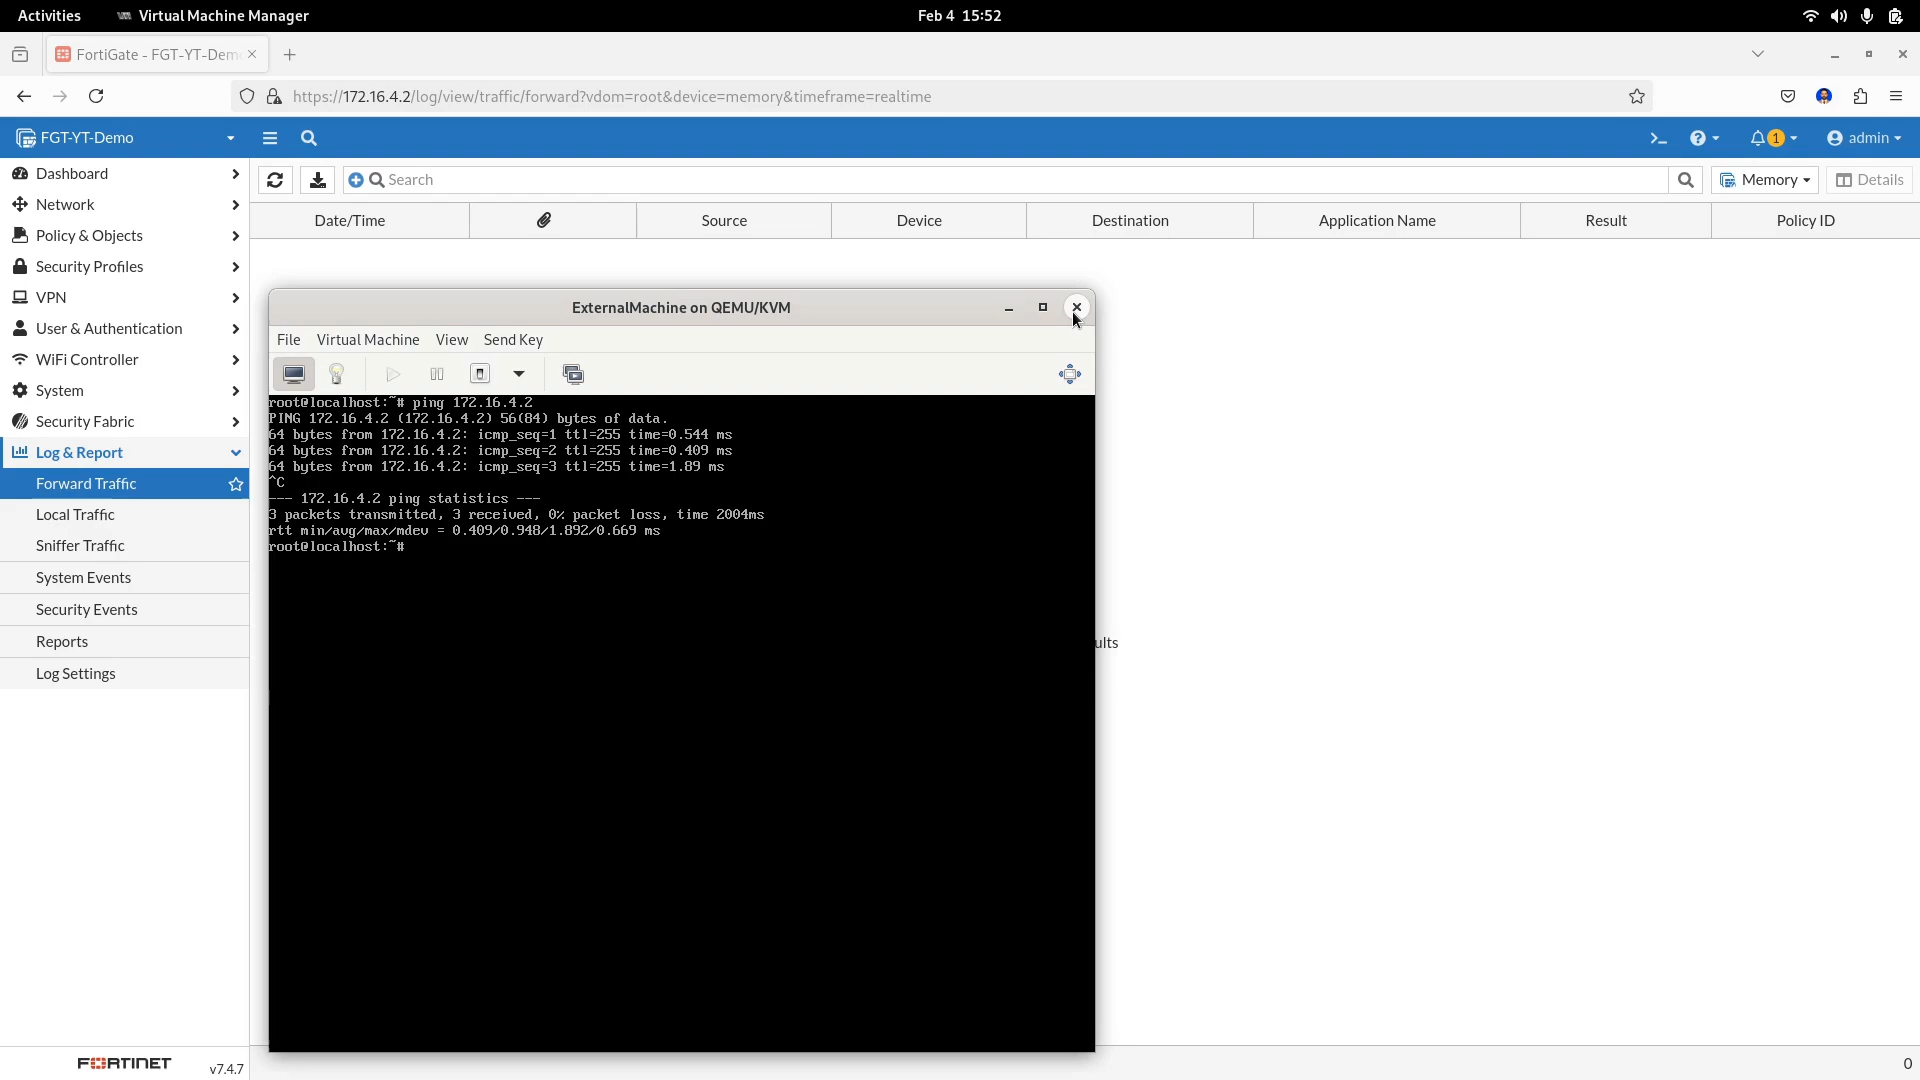 Activities
Virtual Machine Manager
Feb 4 15:52
FortiGate - FGT-YT-Dem
https://172.16.4.2/log/view/traffic/forward?vdom=root&device=memory&timeframe=realtime
FGT-YT-Demo
1
admin
Dashboard
Network
Policy & Objects
Security Profiles
VPN
User & Authentication
WiFi Controller
System
Security Fabric
Log & Report
Forward Traffic
Local Traffic
Sniffer Traffic
System Events
Security Events
Reports
Log Settings
FORTINET
v7.4.7
Search
Memory
Details
Date/Time
Source
Device
Destination
Application Name
Result
Policy ID
ExternalMachine on QEMU/KVM
File Virtual Machine View Send Key
root@localhost:~# ping 172.16.4.2
PING 172.16.4.2 (172.16.4.2) 56(84) bytes of data.
64 bytes from 172.16.4.2: icmp_seq=1 ttl=255 time=0.544 ms
64 bytes from 172.16.4.2: icmp_seq=2 ttl=255 time=0.409 ms
64 bytes from 172.16.4.2: icmp_seq=3 ttl=255 time=1.89 ms
^C
--- 172.16.4.2 ping statistics ---
3 packets transmitted, 3 received, 0% packet loss, time 2004ms
rtt min/avg/max/mdev = 0.409/0.948/1.892/0.669 ms
root@localhost:~#
ults
0